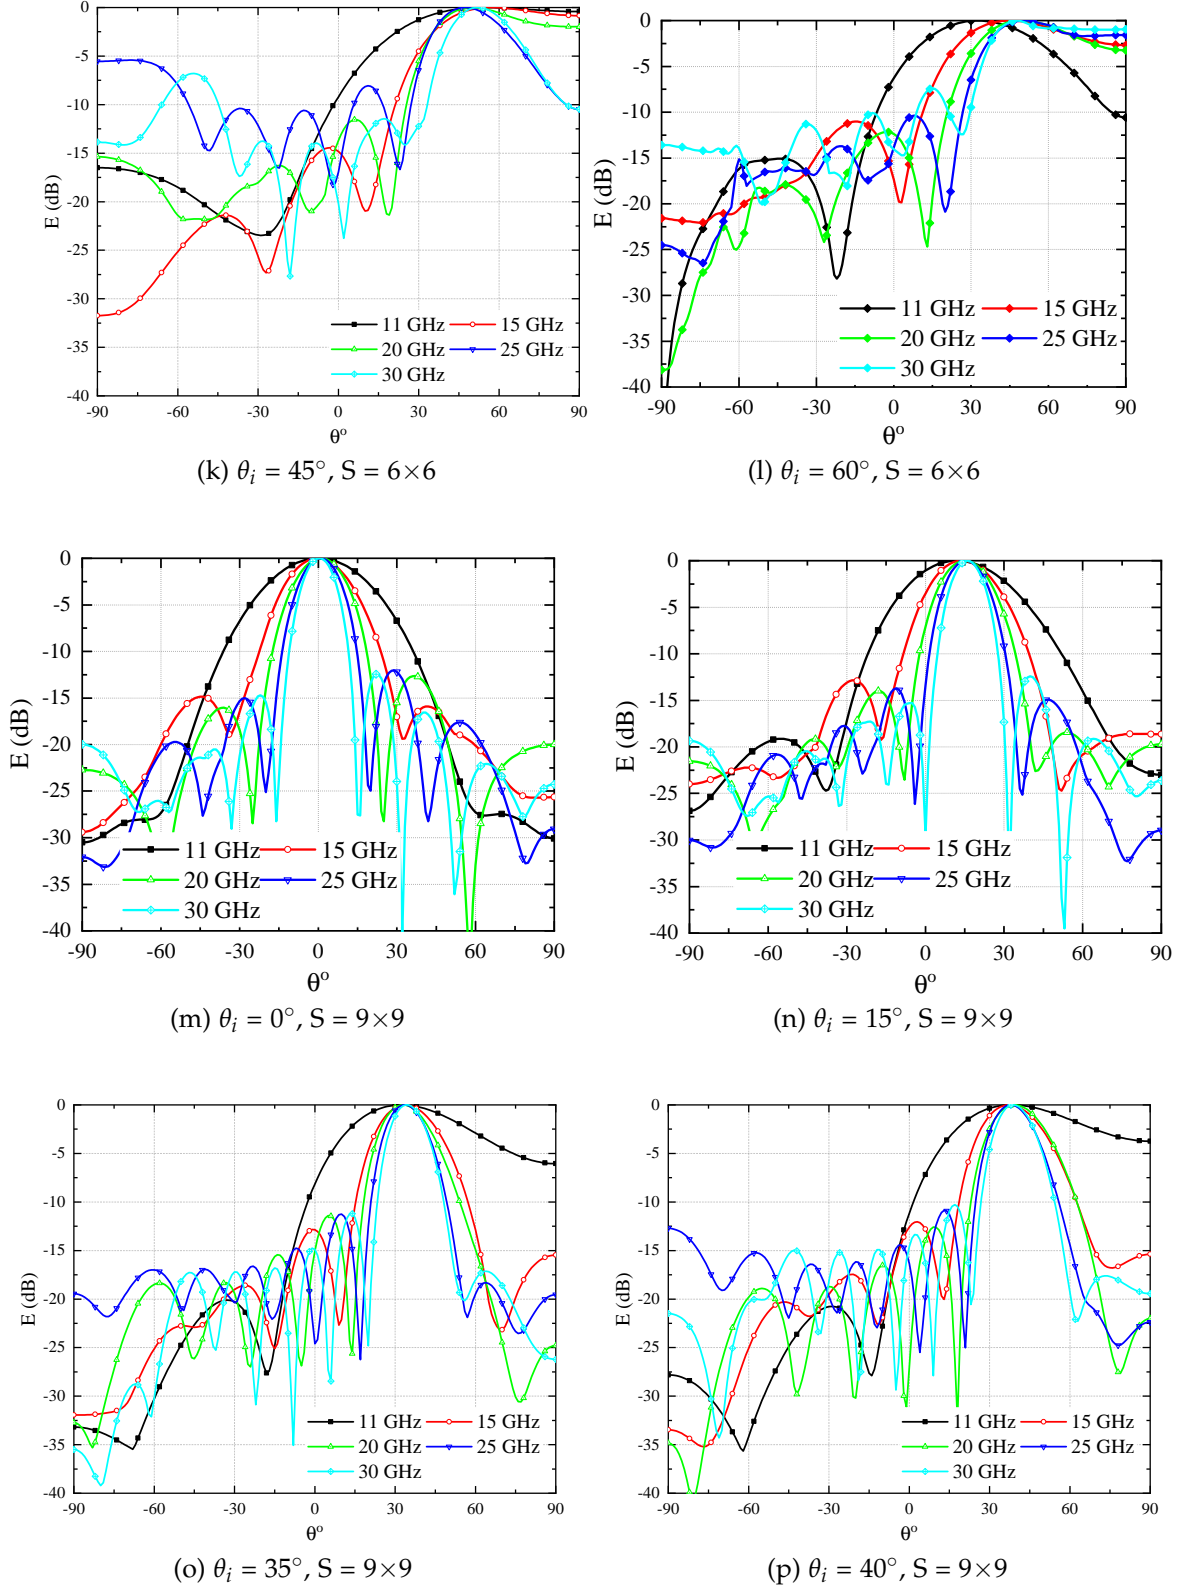 0
-5
-10
-15
-20
-25
-30
-35
-40
E (dB)
11 GHz 15 GHz
20 GHz 25 GHz
30 GHz
-90 -60 -30 0 30 60 90
θº
(k) θi = 45°, S = 6×6
0
-5
-10
-15
-20
-25
-30
-35
-40
E (dB)
11 GHz 15 GHz
20 GHz 25 GHz
30 GHz
-90 -60 -30 0 30 60 90
θº
(l) θi = 60°, S = 6×6
0
-5
-10
-15
-20
-25
-30
-35
-40
E (dB)
11 GHz 15 GHz
20 GHz 25 GHz
30 GHz
-90 -60 -30 0 30 60 90
θº
(m) θi = 0°, S = 9×9
0
-5
-10
-15
-20
-25
-30
-35
-40
E (dB)
11 GHz 15 GHz
20 GHz 25 GHz
30 GHz
-90 -60 -30 0 30 60 90
θº
(n) θi = 15°, S = 9×9
0
-5
-10
-15
-20
-25
-30
-35
-40
E (dB)
11 GHz 15 GHz
20 GHz 25 GHz
30 GHz
-90 -60 -30 0 30 60 90
θº
(o) θi = 35°, S = 9×9
0
-5
-10
-15
-20
-25
-30
-35
-40
E (dB)
11 GHz 15 GHz
20 GHz 25 GHz
30 GHz
-90 -60 -30 0 30 60 90
θº
(p) θi = 40°, S = 9×9